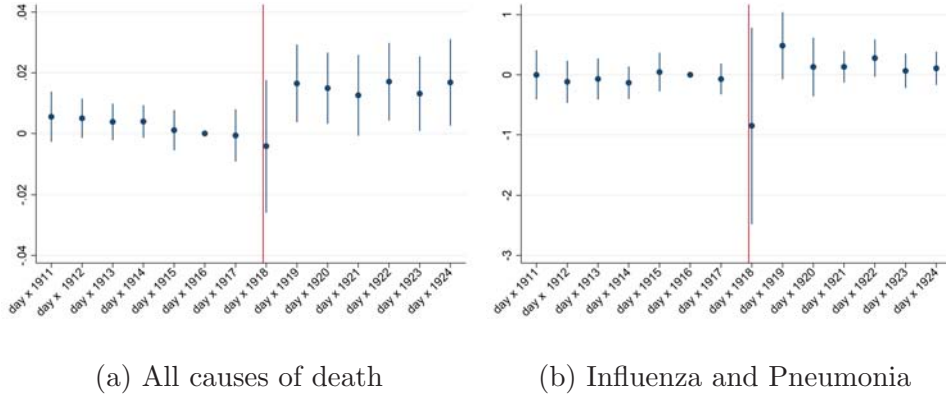 .04
.02
0
-.02
-.04
day x 1911
day x 1912
day x 1913
day x 1914
day x 1915
day x 1916
day x 1917
day x 1918
day x 1919
day x 1920
day x 1921
day x 1922
day x 1923
day x 1924
(a) All causes of death
1
0
-1
-2
-3
day x 1911
day x 1912
day x 1913
day x 1914
day x 1915
day x 1916
day x 1917
day x 1918
day x 1919
day x 1920
day x 1921
day x 1922
day x 1923
day x 1924
(b) Influenza and Pneumonia